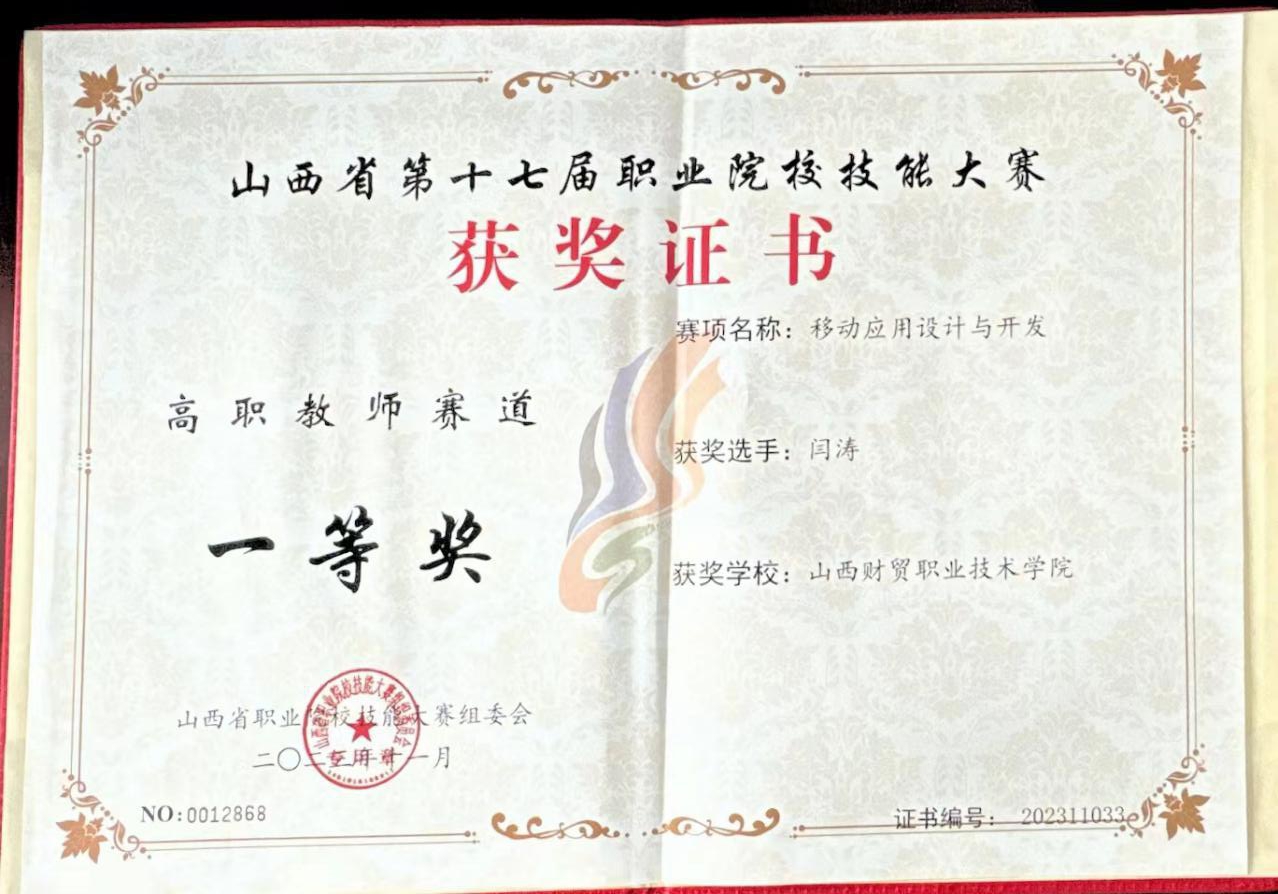 山西省第十七届职业院校技能大赛
获奖证书
高职教师赛道
一等奖
赛项名称：移动应用设计与开发
获奖选手：闫涛
获奖学校：山西财贸职业技术学院
山西省职业院校技能大赛组委会
二〇二三年十一月
NO:0012868
证书编号： 202311033